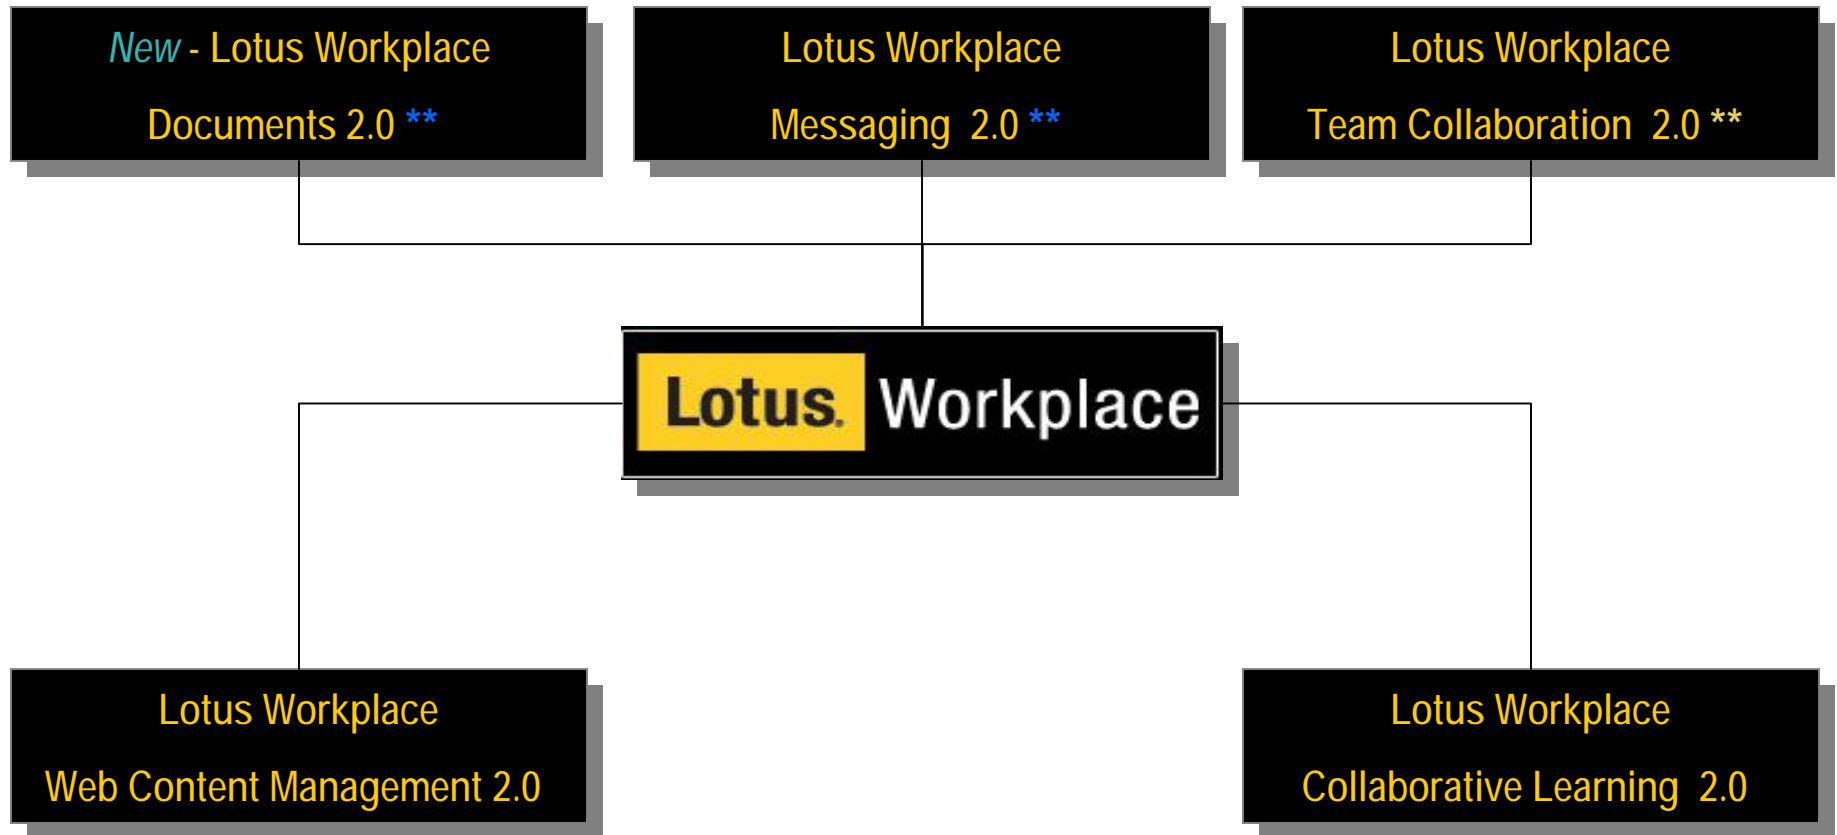 New - Lotus Workplace
Documents 2.0 **
Lotus Workplace
Messaging 2.0 **
Lotus Workplace
Team Collaboration 2.0 **
Lotus. Workplace
Lotus Workplace
Web Content Management 2.0
Lotus Workplace
Collaborative Learning 2.0